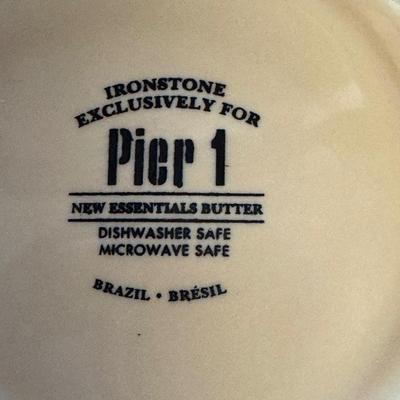 IRONSTONE
EXCLUSIVELY FOR
Pier 1
NEW ESSENTIALS BUTTER
DISHWASHER SAFE
MICROWAVE SAFE
BRAZIL • BRÉSIL